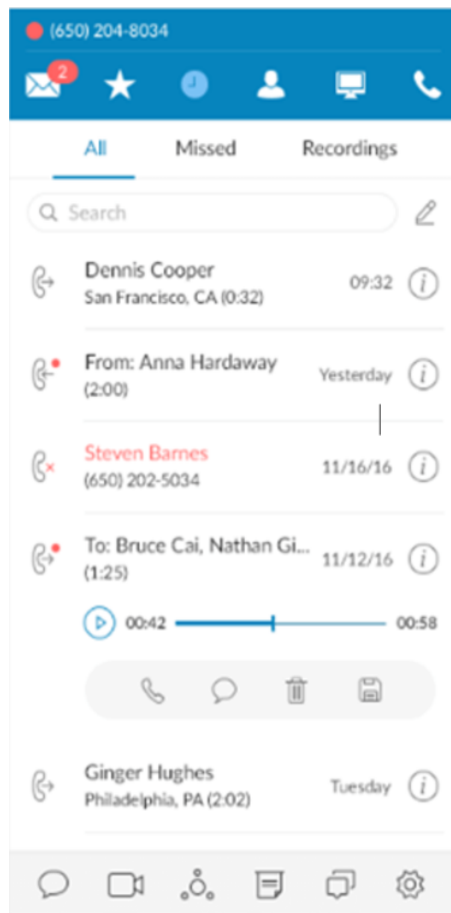 (650) 204-8034
2
All Missed Recordings
Search
Dennis Cooper
San Francisco, CA (0:32)
09:32
From: Anna Hardaway
(2:00)
Yesterday
Steven Barnes
(650) 202-5034
11/16/16
To: Bruce Cai, Nathan Gi...
(1:25)
11/12/16
00:42 00:58
Ginger Hughes
Philadelphia, PA (2:02)
Tuesday